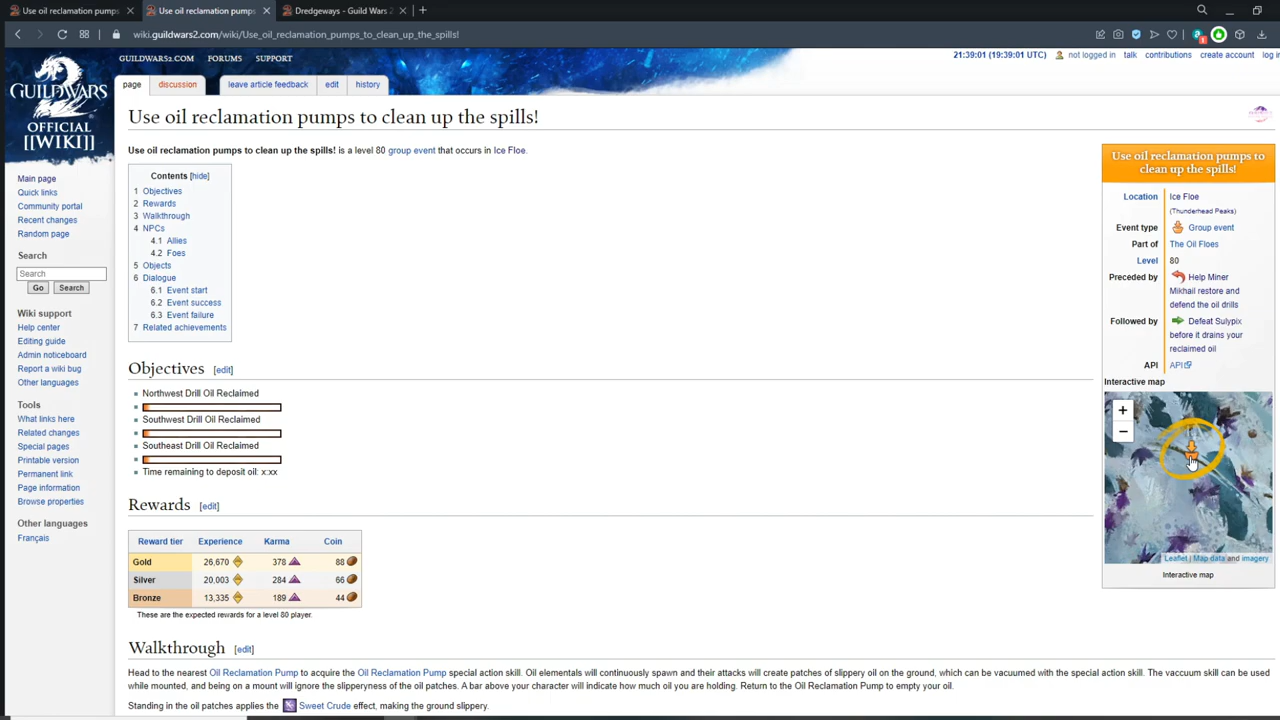 Use oil reclamation pumps
Use oil reclamation pumps
Dredgeways - Guild Wars 2
wiki.guildwars2.com/wiki/Use_oil_reclamation_pumps_to_clean_up_the_spills!
GUILDWARS2.COM FORUMS SUPPORT
21:39:01 (19:39:01 UTC) not logged in talk contributions create account log in
page discussion leave article feedback edit history
GUILDWARS
OFFICIAL
[[WIKI]]
Main page
Quick links
Community portal
Recent changes
Random page
Search
Search
Go Search
Wiki support
Help center
Editing guide
Admin noticeboard
Report a wiki bug
Other languages
Tools
What links here
Related changes
Special pages
Printable version
Permanent link
Page information
Browse properties
Other languages
Français
Use oil reclamation pumps to clean up the spills!
Use oil reclamation pumps to clean up the spills! is a level 80 group event that occurs in Ice Floe.
Contents [hide]
1 Objectives
2 Rewards
3 Walkthrough
4 NPCs
4.1 Allies
4.2 Foes
5 Objects
6 Dialogue
6.1 Event start
6.2 Event success
6.3 Event failure
7 Related achievements
Objectives [edit]
Northwest Drill Oil Reclaimed
Southwest Drill Oil Reclaimed
Southeast Drill Oil Reclaimed
Time remaining to deposit oil: x:xx
Rewards [edit]
Reward tier Experience Karma Coin
Gold 26,670 378 88
Silver 20,003 284 66
Bronze 13,335 189 44
These are the expected rewards for a level 80 player.
Walkthrough [edit]
Head to the nearest Oil Reclamation Pump to acquire the Oil Reclamation Pump special action skill. Oil elementals will continuously spawn and their attacks will create patches of slippery oil on the ground, which can be vacuumed with the special action skill. The vaccuum skill can be used
while mounted, and being on a mount will ignore the slipperyness of the oil patches. A bar above your character will indicate how much oil you are holding. Return to the Oil Reclamation Pump to empty your oil.
Standing in the oil patches applies the Sweet Crude effect, making the ground slippery.
Use oil reclamation pumps to
clean up the spills!
Location Ice Floe
(Thunderhead Peaks)
Event type Group event
Part of The Oil Floes
Level 80
Preceded by Help Miner
Mikhail restore and
defend the oil drills
Followed by Defeat Sulypix
before it drains your
reclaimed oil
API API
Interactive map
+
−
Leaflet | Map data and imagery
Interactive map